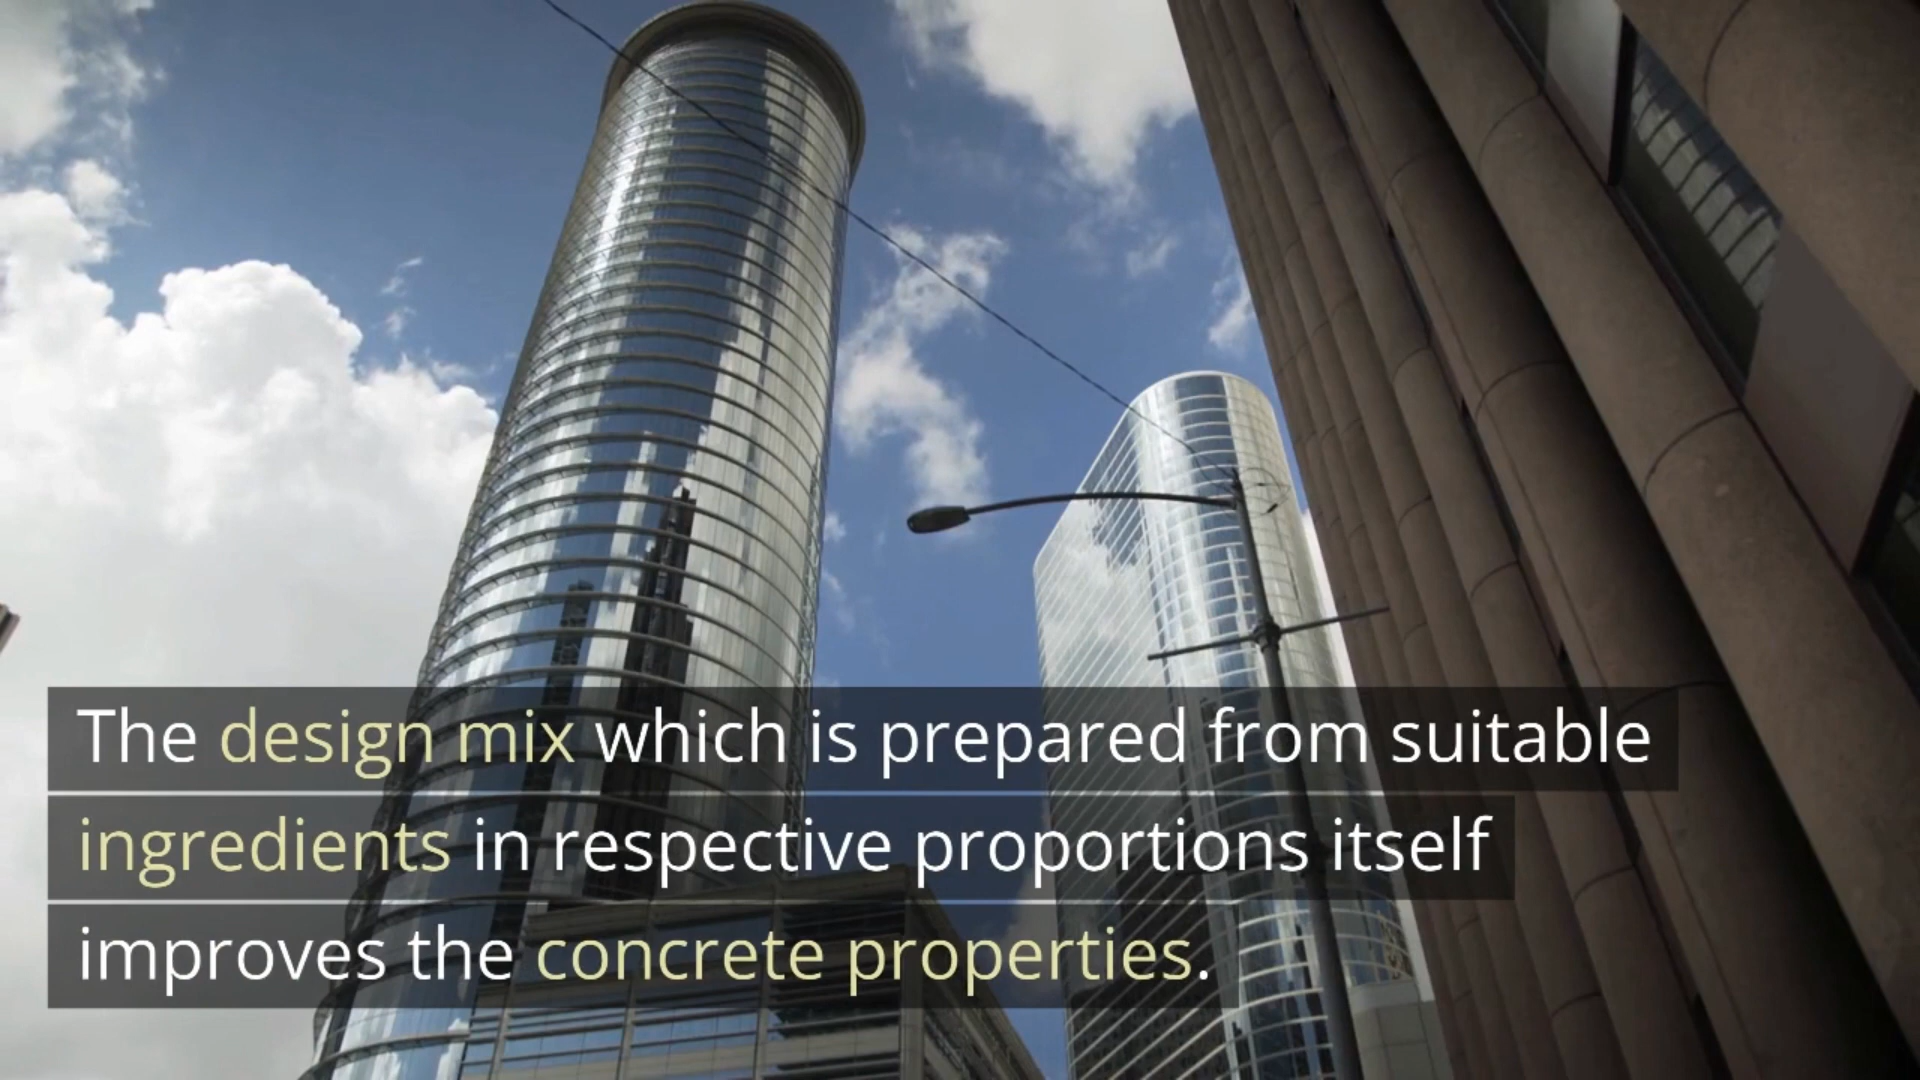 The design mix which is prepared from suitable
ingredients in respective proportions itself
improves the concrete properties.